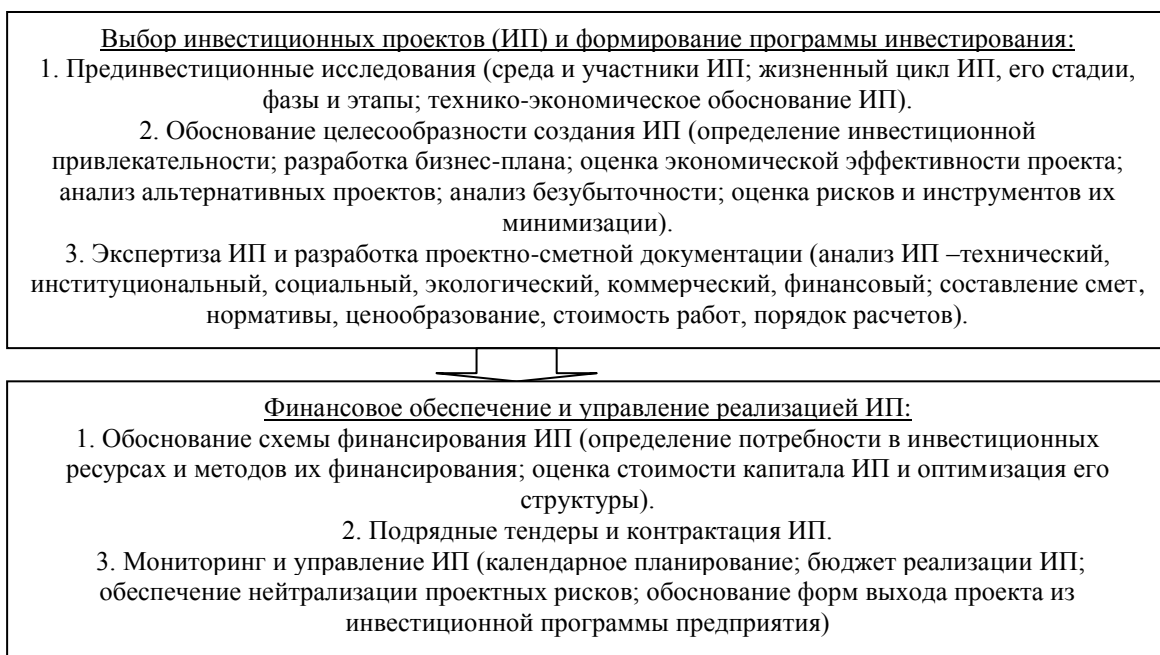 Выбор инвестиционных проектов (ИП) и формирование программы инвестирования:
1. Прединвестиционные исследования (среда и участники ИП; жизненный цикл ИП, его стадии,
фазы и этапы; технико-экономическое обоснование ИП).
2. Обоснование целесообразности создания ИП (определение инвестиционной
привлекательности; разработка бизнес-плана; оценка экономической эффективности проекта;
анализ альтернативных проектов; анализ безубыточности; оценка рисков и инструментов их
минимизации).
3. Экспертиза ИП и разработка проектно-сметной документации (анализ ИП –технический,
институциональный, социальный, экологический, коммерческий, финансовый; составление смет,
нормативы, ценообразование, стоимость работ, порядок расчетов).
Финансовое обеспечение и управление реализацией ИП:
1. Обоснование схемы финансирования ИП (определение потребности в инвестиционных
ресурсах и методов их финансирования; оценка стоимости капитала ИП и оптимизация его
структуры).
2. Подрядные тендеры и контрактация ИП.
3. Мониторинг и управление ИП (календарное планирование; бюджет реализации ИП;
обеспечение нейтрализации проектных рисков; обоснование форм выхода проекта из
инвестиционной программы предприятия)